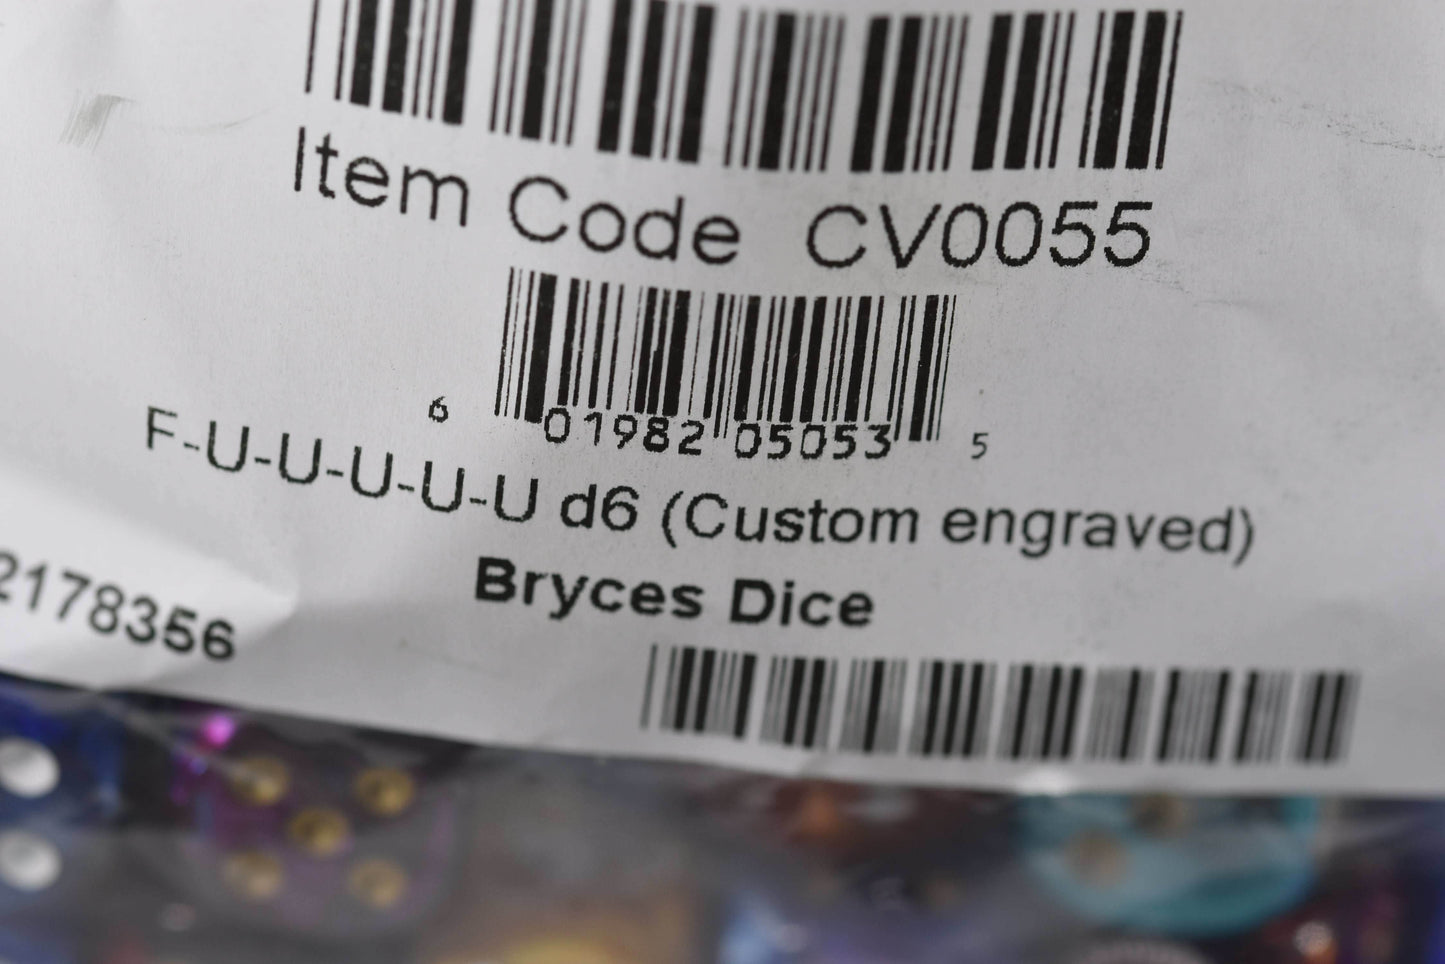 Item Code CV0055
6 01982 05053 5
F-U-U-U-U-U d6 (Custom engraved)
Bryces Dice
2178356